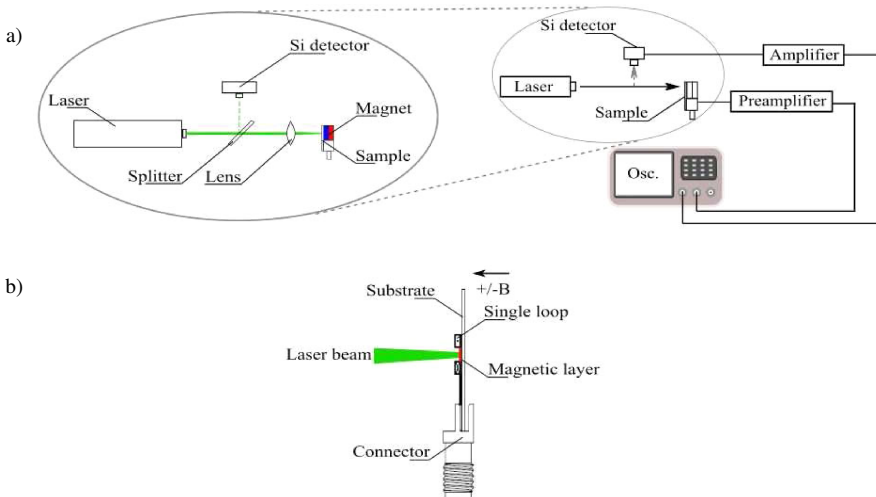 a)
Si detector
Laser
Magnet
Splitter
Lens
Sample
Si detector
Amplifier
Laser
Sample
Preamplifier
Osc.
b)
Substrate
+/-B
Single loop
Laser beam
Magnetic layer
Connector